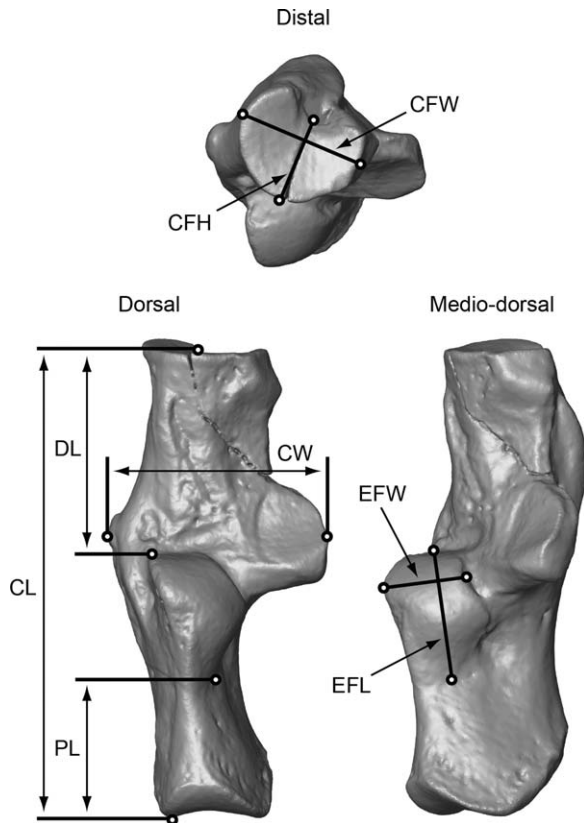 Distal
CFW
CFH
Dorsal
Medio-dorsal
DL
CW
EFW
CL
EFL
PL